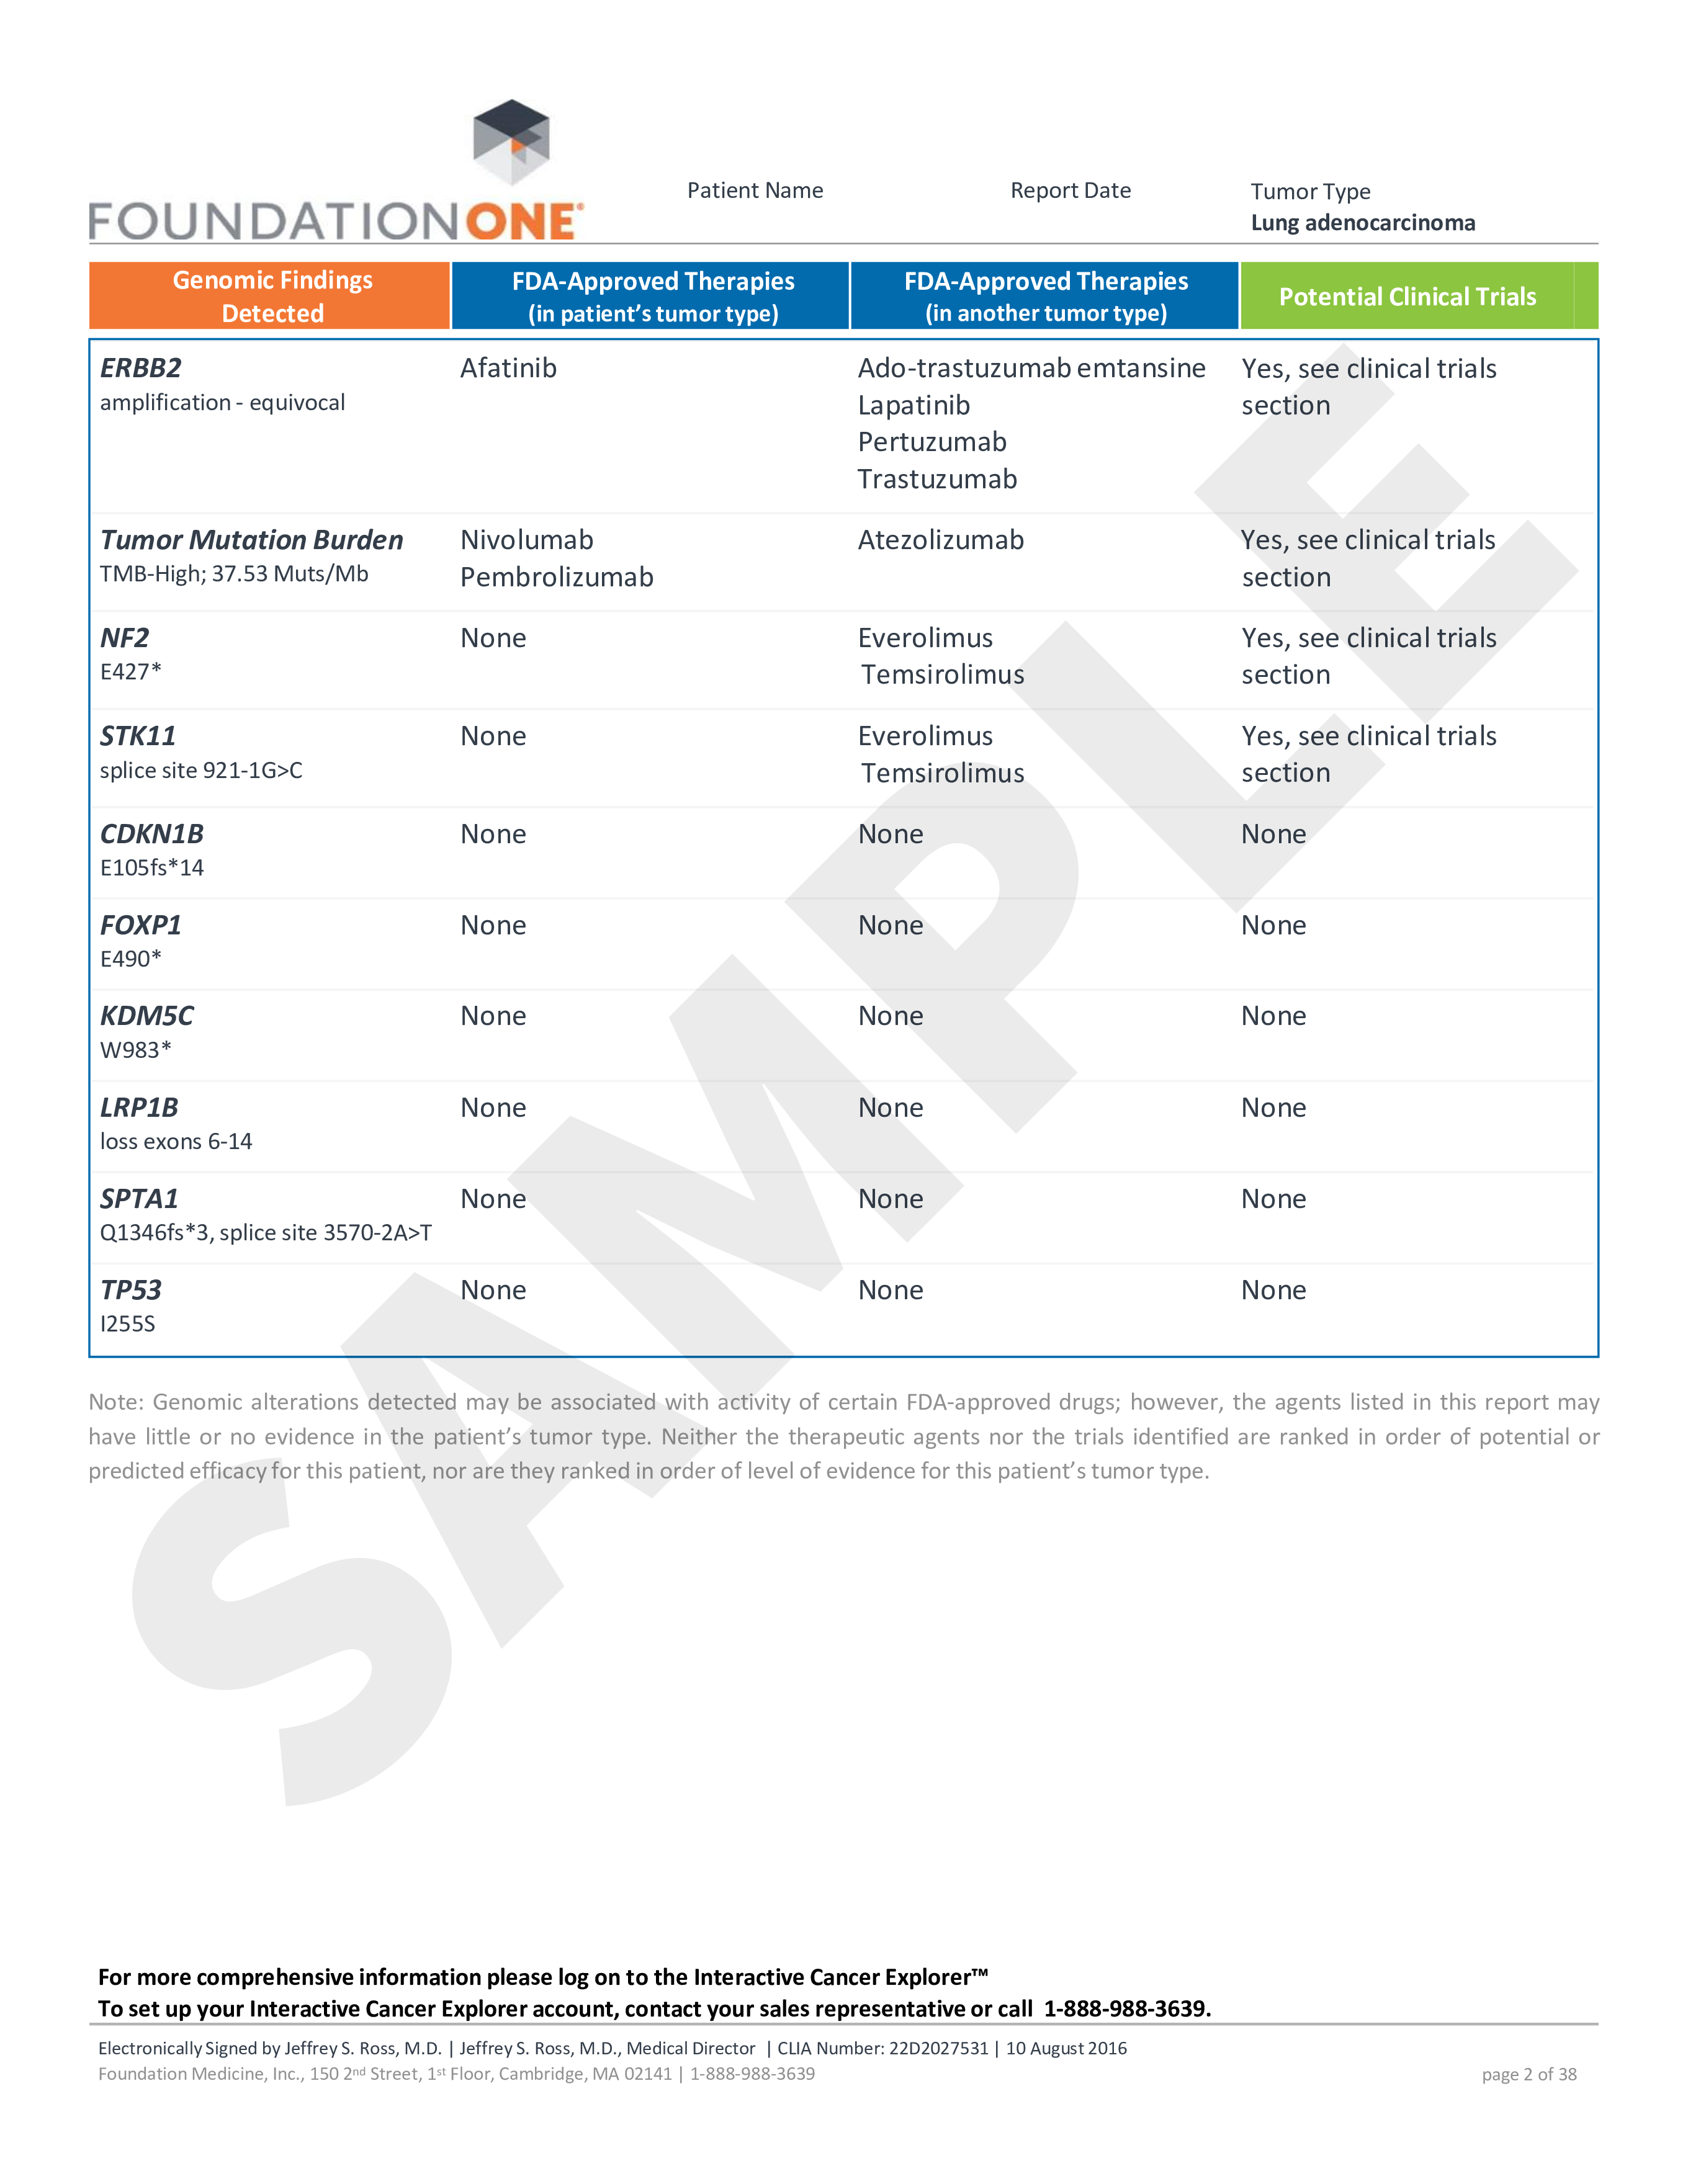 FOUNDATIONONE®
Patient Name
Report Date
Tumor Type
Lung adenocarcinoma
Genomic Findings
Detected
FDA-Approved Therapies
(in patient’s tumor type)
FDA-Approved Therapies
(in another tumor type)
Potential Clinical Trials
ERBB2
amplification - equivocal
Afatinib
Ado-trastuzumab emtansine
Lapatinib
Pertuzumab
Trastuzumab
Yes, see clinical trials
section
Tumor Mutation Burden
TMB-High; 37.53 Muts/Mb
Nivolumab
Pembrolizumab
Atezolizumab
Yes, see clinical trials
section
NF2
E427*
None
Everolimus
Temsirolimus
Yes, see clinical trials
section
STK11
splice site 921-1G>C
None
Everolimus
Temsirolimus
Yes, see clinical trials
section
CDKN1B
E105fs*14
None
None
None
FOXP1
E490*
None
None
None
KDM5C
W983*
None
None
None
LRP1B
loss exons 6-14
None
None
None
SPTA1
Q1346fs*3, splice site 3570-2A>T
None
None
None
TP53
I255S
None
None
None
SAMPLE
Note: Genomic alterations detected may be associated with activity of certain FDA-approved drugs; however, the agents listed in this report may
have little or no evidence in the patient’s tumor type. Neither the therapeutic agents nor the trials identified are ranked in order of potential or
predicted efficacy for this patient, nor are they ranked in order of level of evidence for this patient’s tumor type.
For more comprehensive information please log on to the Interactive Cancer Explorer™
To set up your Interactive Cancer Explorer account, contact your sales representative or call 1-888-988-3639.
Electronically Signed by Jeffrey S. Ross, M.D. | Jeffrey S. Ross, M.D., Medical Director | CLIA Number: 22D2027531 | 10 August 2016
Foundation Medicine, Inc., 150 2nd Street, 1st Floor, Cambridge, MA 02141 | 1-888-988-3639
page 2 of 38